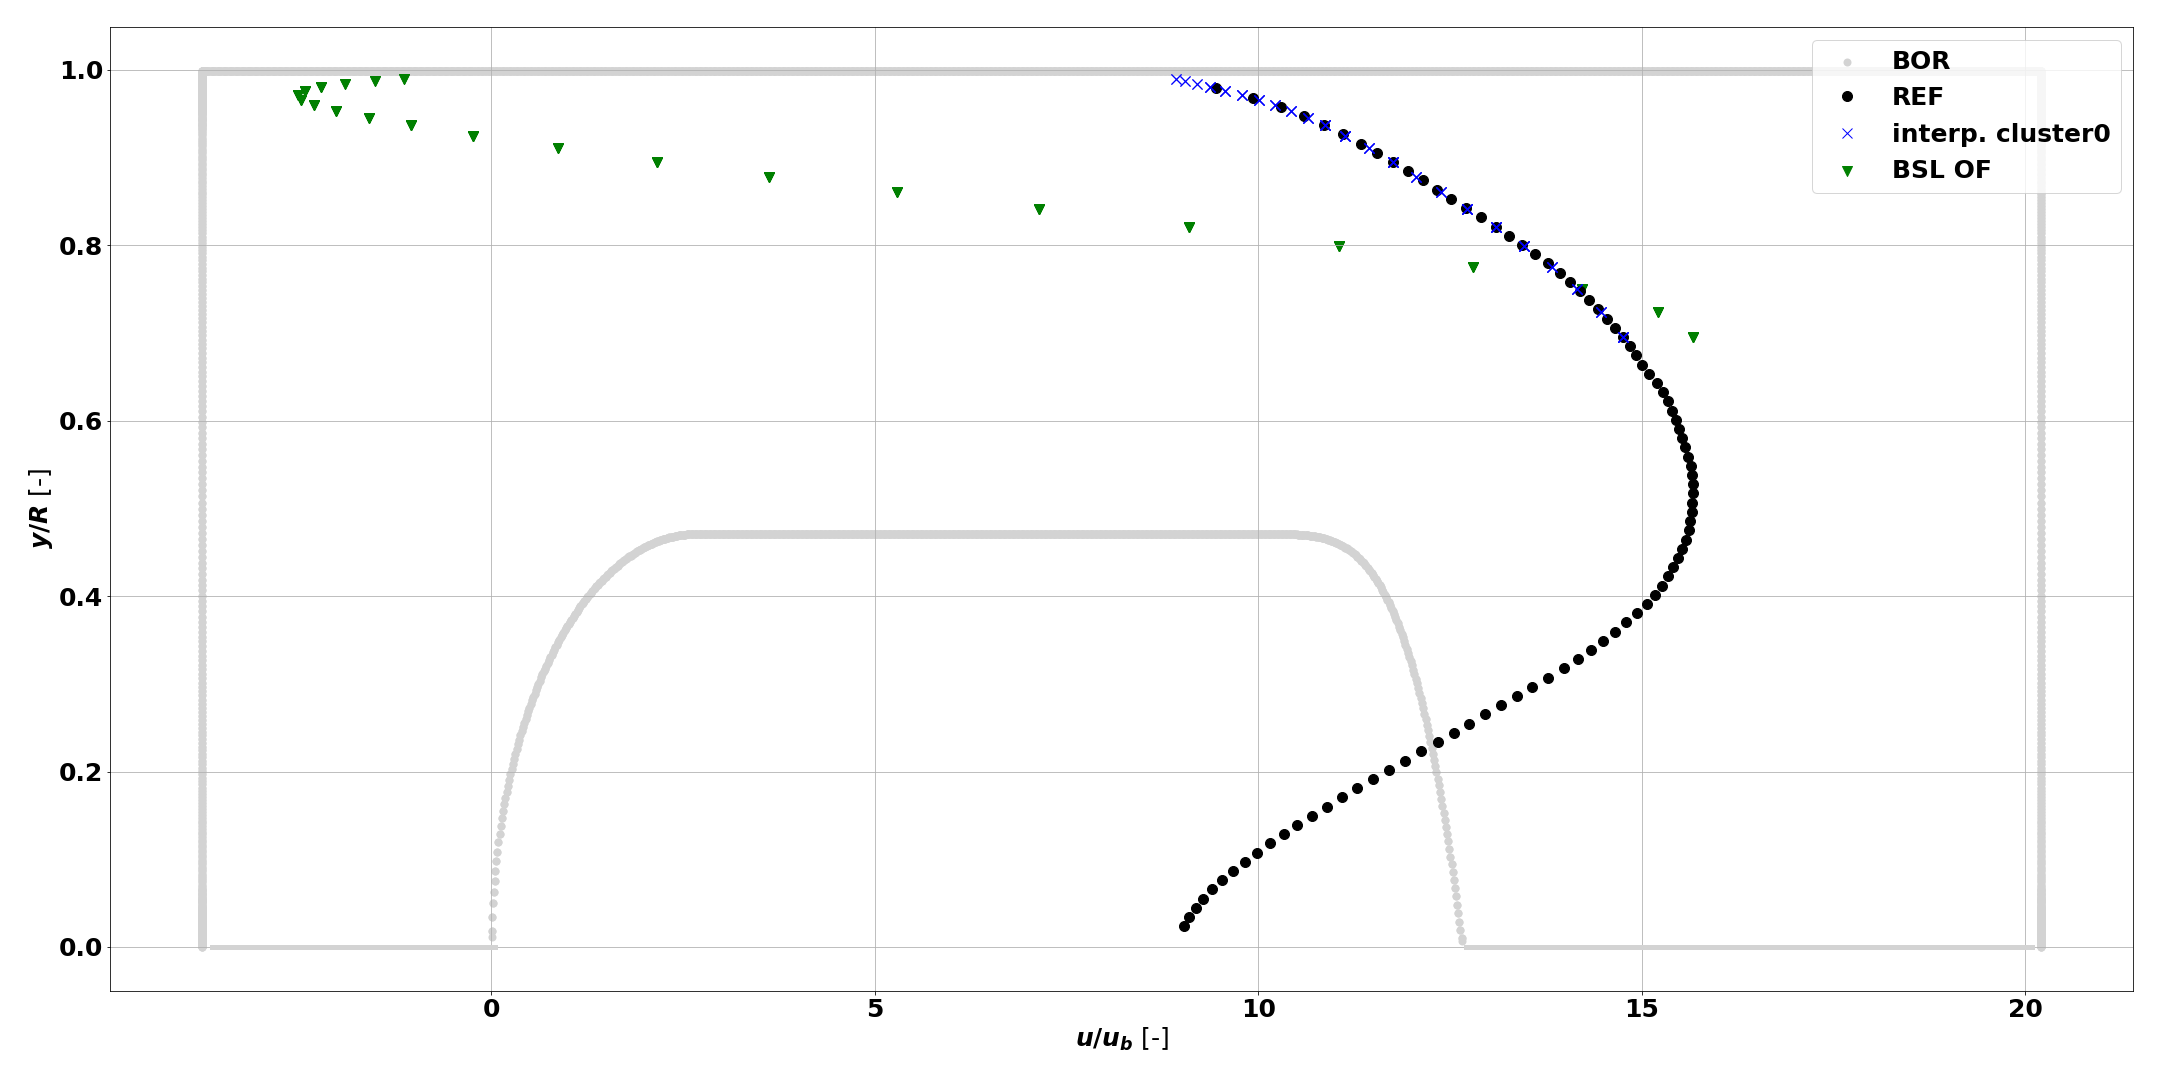 BOR
REF
interp. cluster0
BSL OF
1.0
0.8
0.6
0.4
0.2
0.0
y/R [-]
0 5 10 15 20
u/u_b [-]